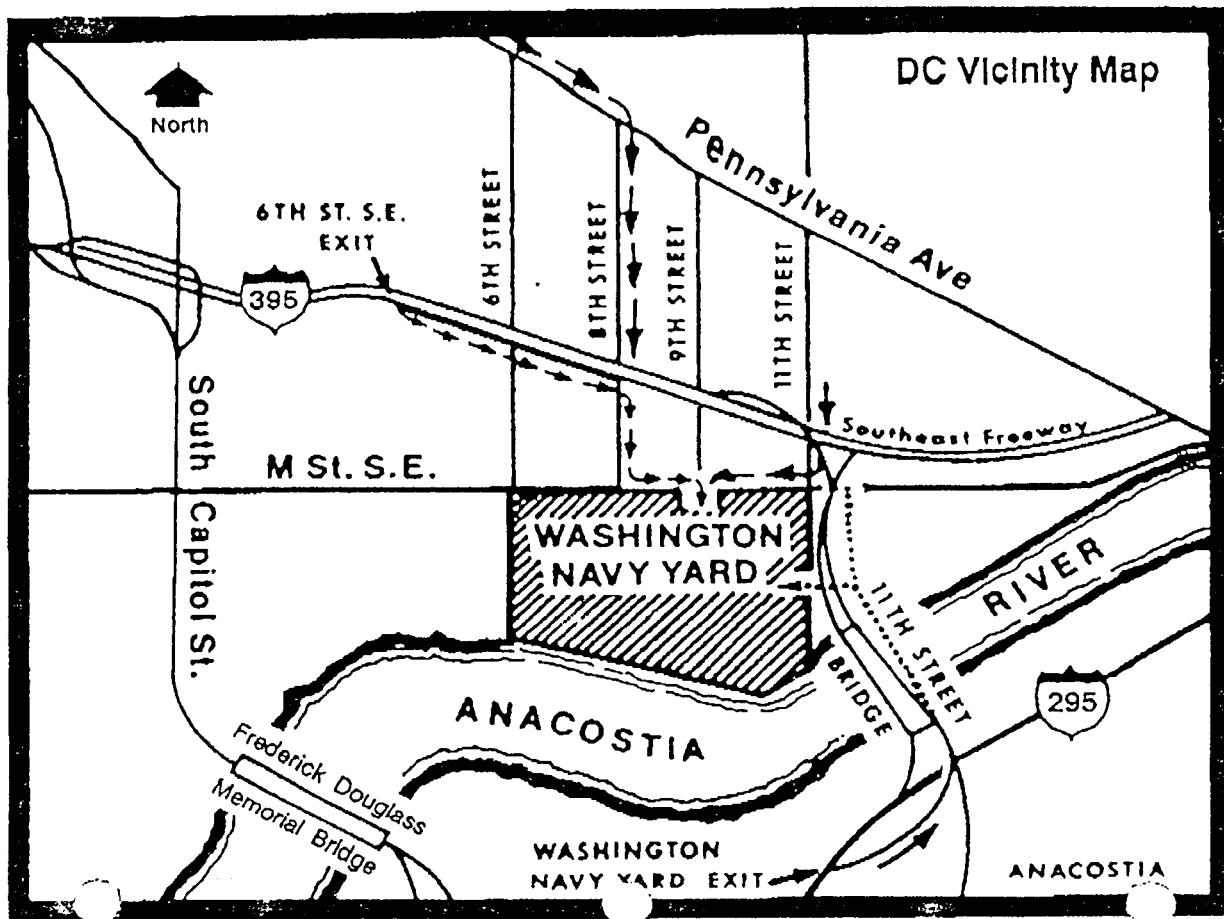 DC Vicinity Map
North
Pennsylvania Ave
6TH ST. S.E.
EXIT
6TH STREET
8TH STREET
9TH STREET
11TH STREET
395
Southeast Freeway
South Capitol St.
M St. S.E.
WASHINGTON
NAVY YARD
RIVER
11TH STREET
BRIDGE
295
ANACOSTIA
Frederick Douglass
Memorial Bridge
WASHINGTON
NAVY YARD EXIT
ANACOSTIA